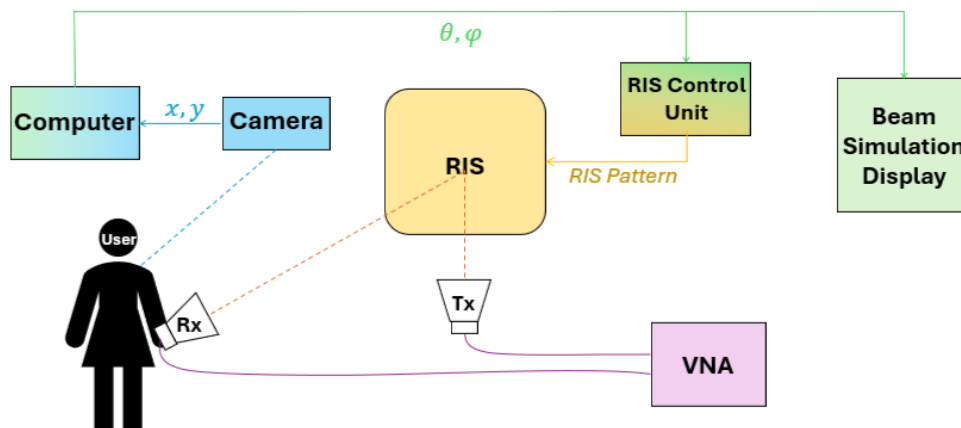 θ, φ
Computer
x, y
Camera
RIS
RIS Control
Unit
RIS Pattern
Beam
Simulation
Display
User
Rx
Tx
VNA